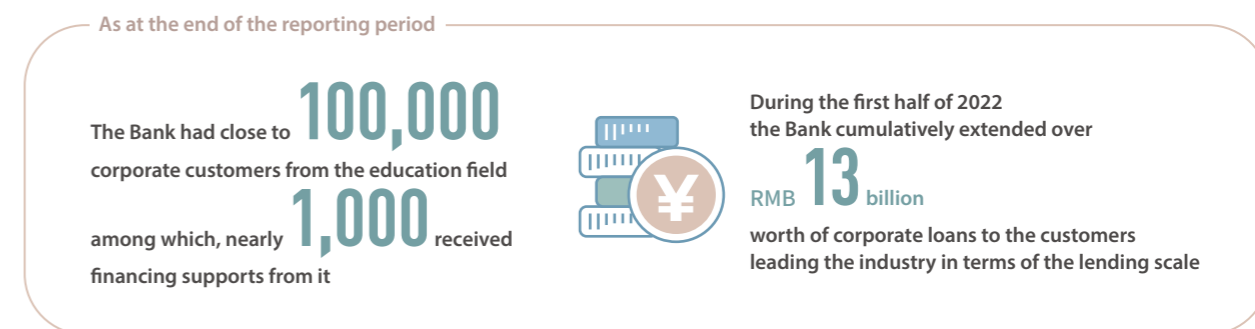 As at the end of the reporting period
The Bank had close to 100,000
corporate customers from the education field
among which, nearly 1,000 received
financing supports from it
¥
During the first half of 2022
the Bank cumulatively extended over
RMB 13 billion
worth of corporate loans to the customers
leading the industry in terms of the lending scale